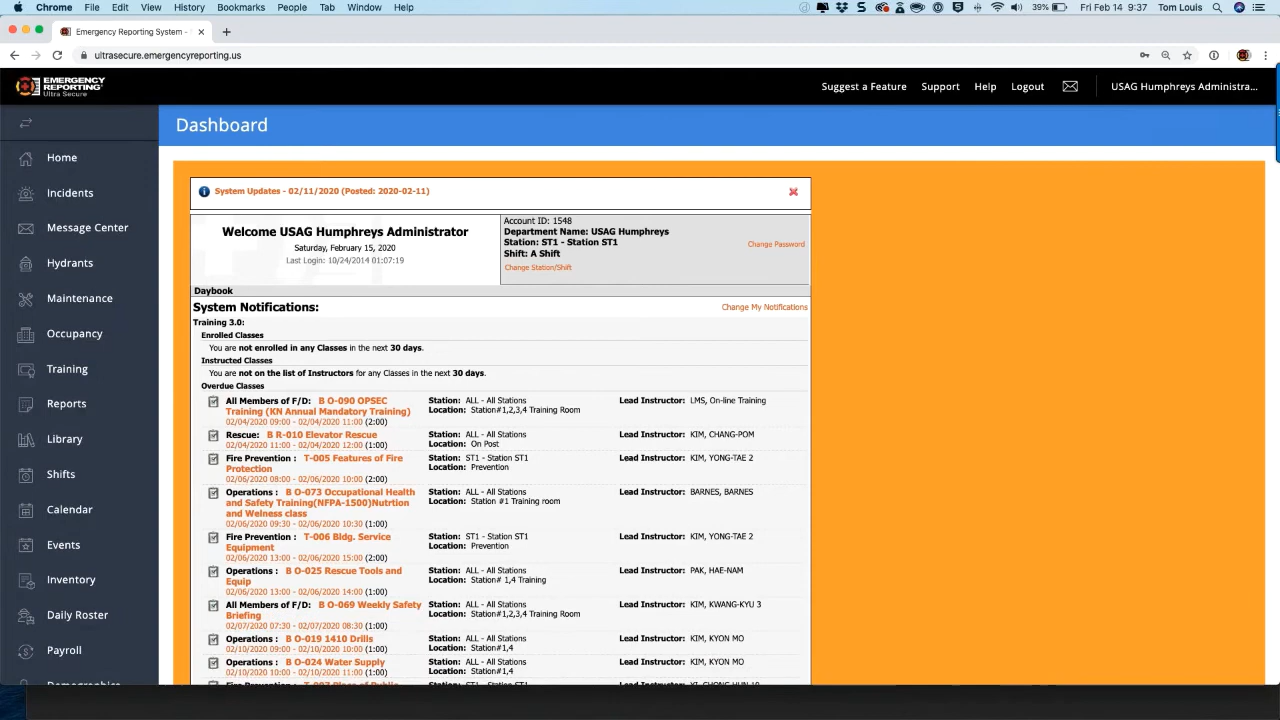 Chrome File Edit View History Bookmarks People Tab Window Help 39% Fri Feb 14 9:37 Tom Louis
Emergency Reporting System -
ultrasecure.emergencyreporting.us
EMERGENCY
REPORTING
Ultra Secure
Suggest a Feature Support Help Logout USAG Humphreys Administra...
Dashboard
Home
Incidents
Message Center
Hydrants
Maintenance
Occupancy
Training
Reports
Library
Shifts
Calendar
Events
Inventory
Daily Roster
Payroll
Demographics
System Updates - 02/11/2020 (Posted: 2020-02-11)
Welcome USAG Humphreys Administrator
Saturday, February 15, 2020
Last Login: 10/24/2014 01:07:19
Account ID: 1548
Department Name: USAG Humphreys
Station: ST1 - Station ST1
Shift: A Shift
Change Station/Shift
Change Password
Daybook
System Notifications: Change My Notifications
Training 3.0:
Enrolled Classes
You are not enrolled in any Classes in the next 30 days.
Instructed Classes
You are not on the list of Instructors for any Classes in the next 30 days.
Overdue Classes
All Members of F/D: B O-090 OPSEC
Training (KN Annual Mandatory Training)
02/04/2020 09:00 - 02/04/2020 11:00 (2:00)
Station: ALL - All Stations
Location: Station#1,2,3,4 Training Room
Lead Instructor: LMS, On-line Training
Rescue: B R-010 Elevator Rescue
02/04/2020 11:00 - 02/04/2020 12:00 (1:00)
Station: ALL - All Stations
Location: On Post
Lead Instructor: KIM, CHANG-POM
Fire Prevention : T-005 Features of Fire
Protection
02/06/2020 08:00 - 02/06/2020 10:00 (2:00)
Station: ST1 - Station ST1
Location: Prevention
Lead Instructor: KIM, YONG-TAE 2
Operations : B O-073 Occupational Health
and Safety Training(NFPA-1500)Nutrtion
and Welness class
02/06/2020 09:30 - 02/06/2020 10:30 (1:00)
Station: ALL - All Stations
Location: Station #1 Training room
Lead Instructor: BARNES, BARNES
Fire Prevention : T-006 Bldg. Service
Equipment
02/06/2020 13:00 - 02/06/2020 15:00 (2:00)
Station: ST1 - Station ST1
Location: Prevention
Lead Instructor: KIM, YONG-TAE 2
Operations : B O-025 Rescue Tools and
Equip
02/06/2020 13:00 - 02/06/2020 14:00 (1:00)
Station: ALL - All Stations
Location: Station# 1,4 Training
Lead Instructor: PAK, HAE-NAM
All Members of F/D: B O-069 Weekly Safety
Briefing
02/07/2020 07:30 - 02/07/2020 08:30 (1:00)
Station: ALL - All Stations
Location: Station#1,2,3,4 Training Room
Lead Instructor: KIM, KWANG-KYU 3
Operations : B O-019 1410 Drills
02/10/2020 09:00 - 02/10/2020 10:00 (1:00)
Station: ALL - All Stations
Location: Station#1,4
Lead Instructor: KIM, KYON MO
Operations : B O-024 Water Supply
02/10/2020 10:00 - 02/10/2020 11:00 (1:00)
Station: ALL - All Stations
Location: Station#1,4
Lead Instructor: KIM, KYON MO